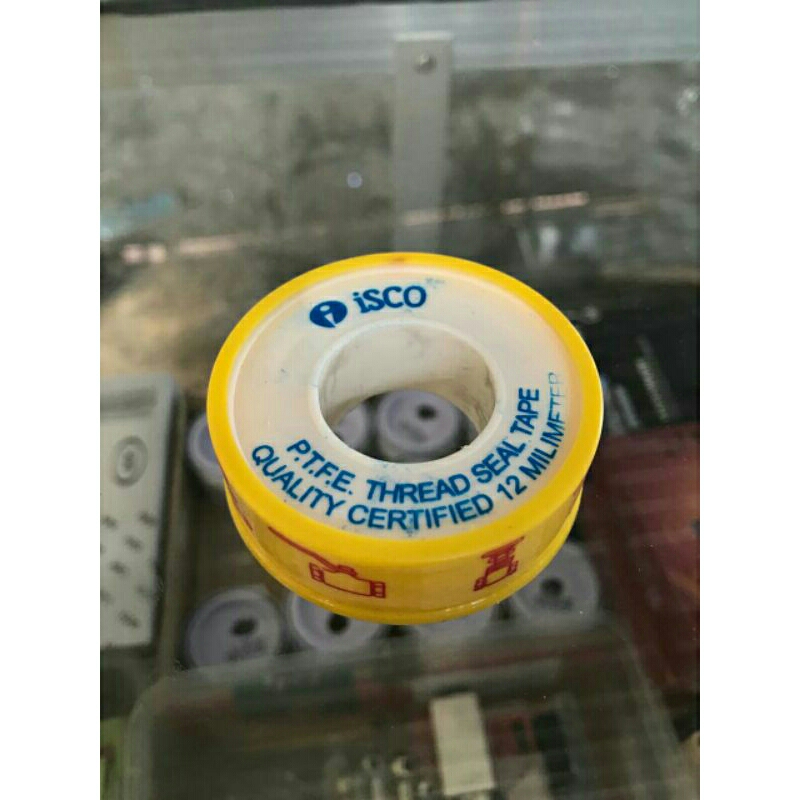 iSCO
P.T.F.E. THREAD SEAL TAPE
QUALITY CERTIFIED 12 MILIMETER